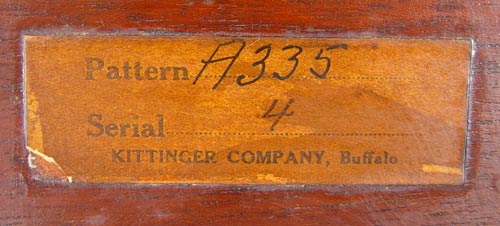 Pattern A335
Serial 4
KITTINGER COMPANY, Buffalo